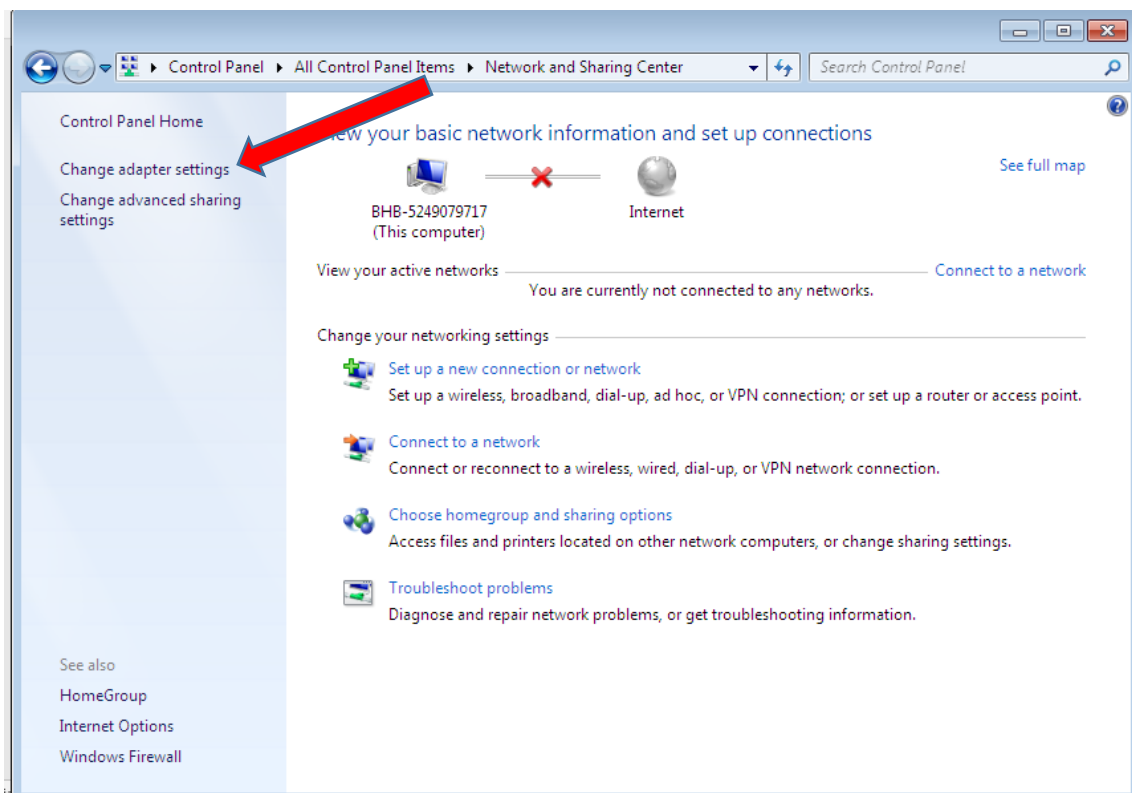 Control Panel All Control Panel Items Network and Sharing Center Search Control Panel
Control Panel Home
Change adapter settings
Change advanced sharing
settings
your basic network information and set up connections
See full map
BHB-5249079717
(This computer)
Internet
View your active networks
Connect to a network
You are currently not connected to any networks.
Change your networking settings
Set up a new connection or network
Set up a wireless, broadband, dial-up, ad hoc, or VPN connection; or set up a router or access point.
Connect to a network
Connect or reconnect to a wireless, wired, dial-up, or VPN network connection.
Choose homegroup and sharing options
Access files and printers located on other network computers, or change sharing settings.
Troubleshoot problems
Diagnose and repair network problems, or get troubleshooting information.
See also
HomeGroup
Internet Options
Windows Firewall